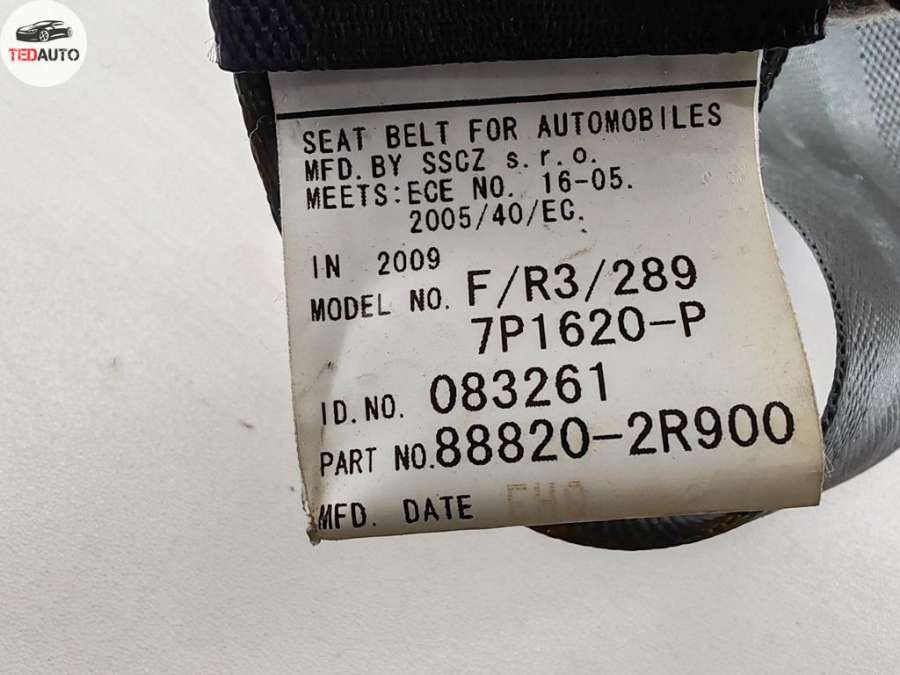 TEDAUTO
SEAT BELT FOR AUTOMOBILES
MFD. BY SSCZ s.r.o.
MEETS:ECE NO. 16-05.
2005/40/EC.
IN 2009
MODEL NO. F/R3/289
7P1620-P
ID.NO. 083261
PART NO.88820-2R900
MFD. DATE